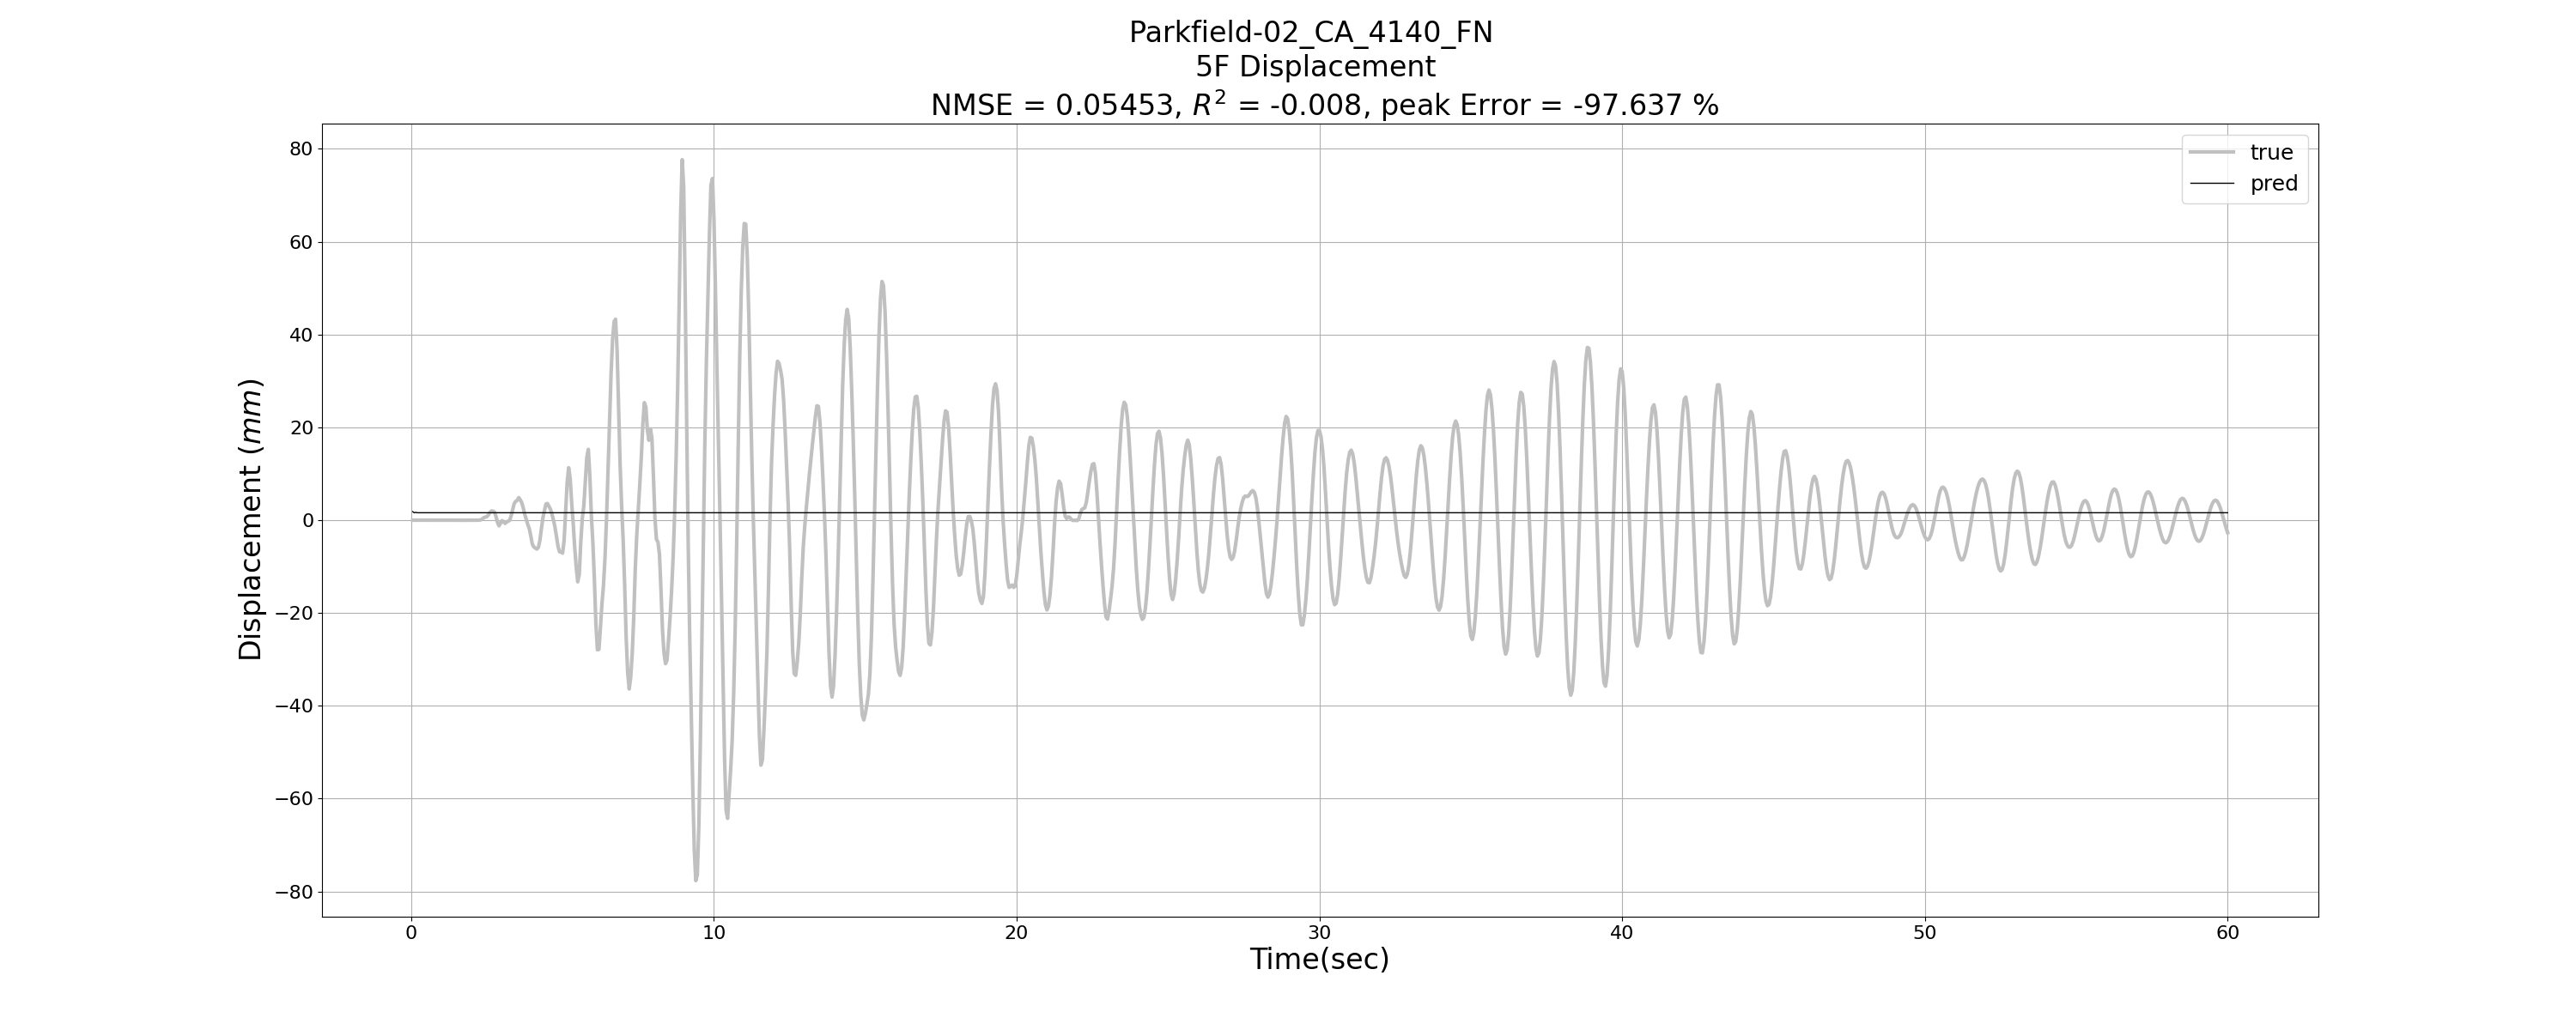 Parkfield-02_CA_4140_FN
5F Displacement
NMSE = 0.05453, R² = -0.008, peak Error = -97.637 %
80
60
40
20
0
−20
−40
−60
−80
Displacement (mm)
true
pred
0 10 20 30 40 50 60
Time(sec)